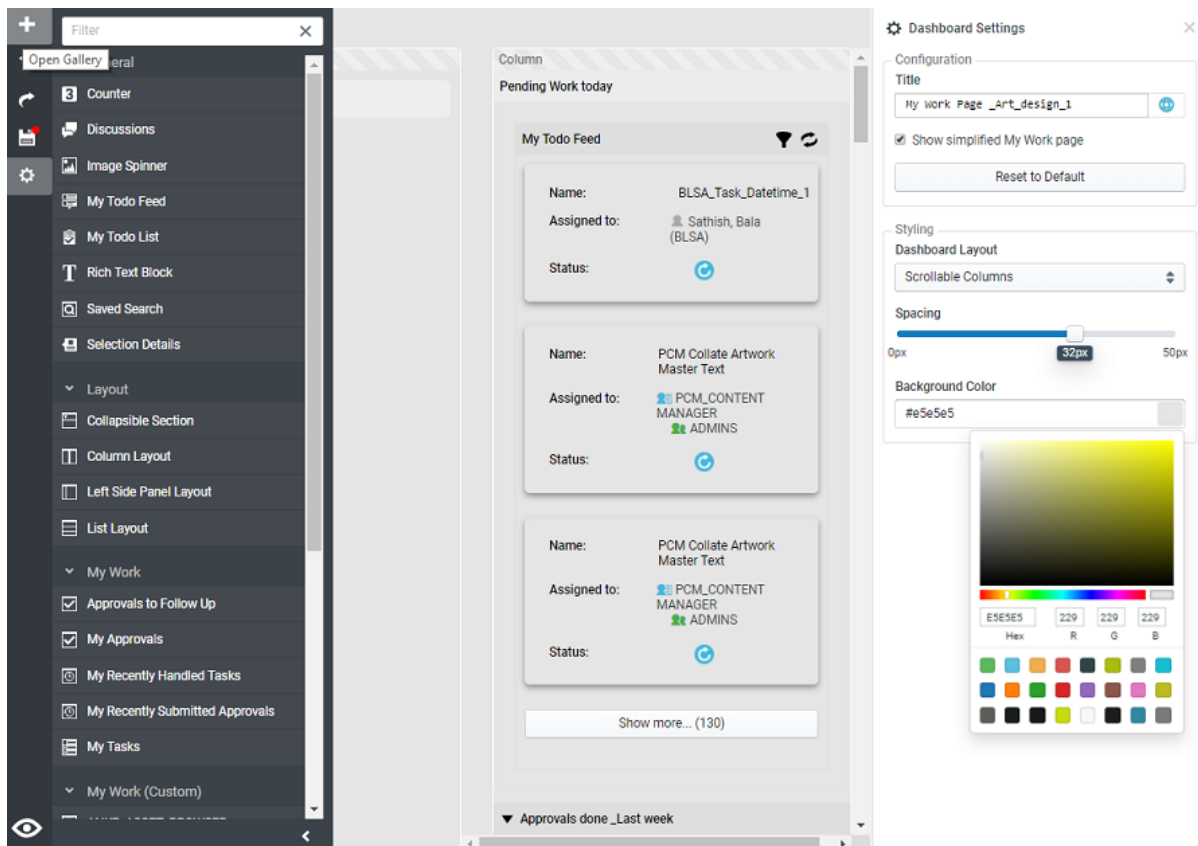 Filter
Open Gallery
eral
3 Counter
Discussions
Image Spinner
My Todo Feed
My Todo List
T Rich Text Block
Saved Search
Selection Details
Layout
Collapsible Section
Column Layout
Left Side Panel Layout
List Layout
My Work
Approvals to Follow Up
My Approvals
My Recently Handled Tasks
My Recently Submitted Approvals
My Tasks
My Work (Custom)
Column
Pending Work today
My Todo Feed
Name: BLSA_Task_Datetime_1
Assigned to: Sathish, Bala
(BLSA)
Status:
Name: PCM Collate Artwork
Master Text
Assigned to: PCM_CONTENT
MANAGER
ADMINS
Status:
Name: PCM Collate Artwork
Master Text
Assigned to: PCM_CONTENT
MANAGER
ADMINS
Status:
Show more... (130)
Approvals done _Last week
Dashboard Settings
Configuration
Title
My Work Page _Art_design_1
Show simplified My Work page
Reset to Default
Styling
Dashboard Layout
Scrollable Columns
Spacing
0px 32px 50px
Background Color
#e5e5e5
E5E5E5 229 229 229
Hex R G B